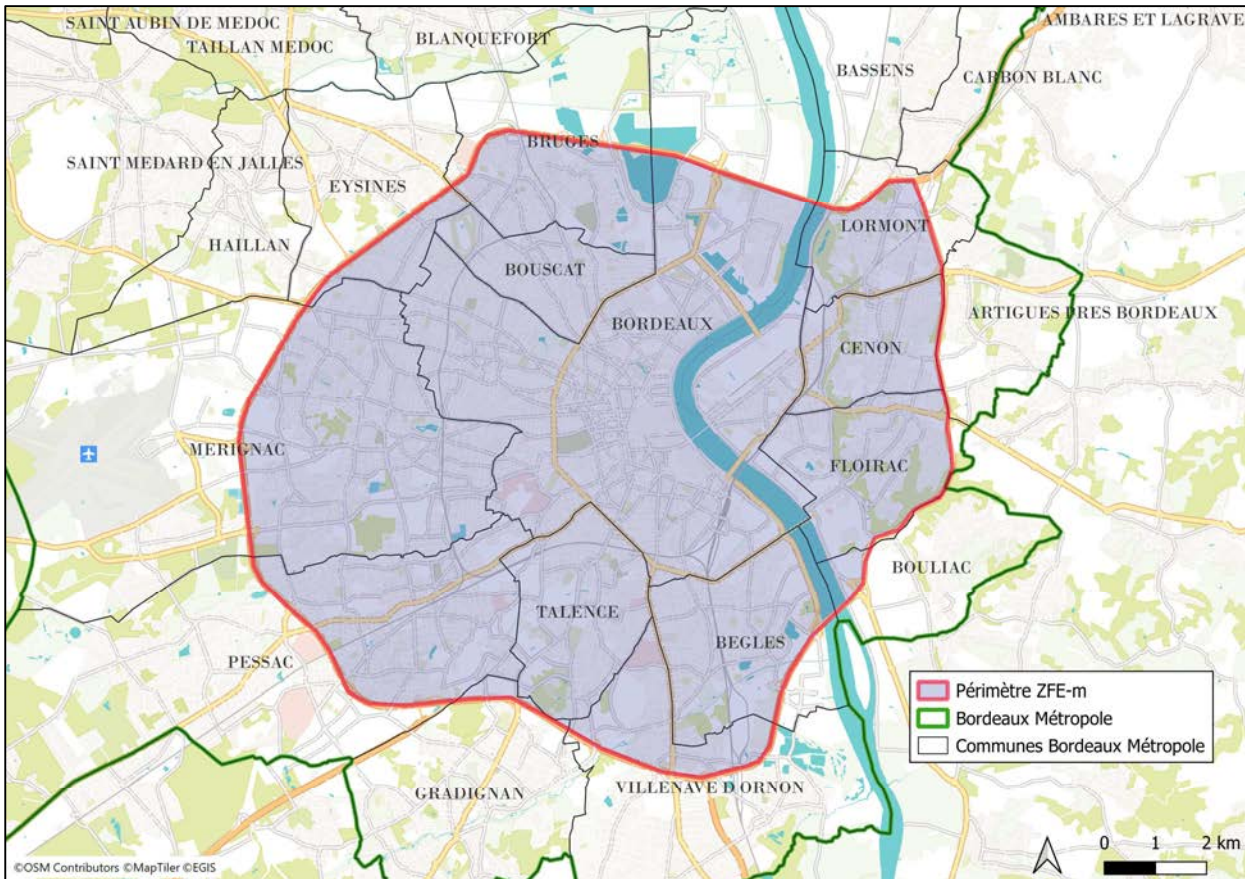 SAINT AUBIN DE MEDOC
TAILLAN MEDOC
BLANQUEFORT
AMBARES ET LAGRAVE
BASSENS
CARBON BLANC
SAINT MEDARD EN JALLES
EYSINES
BRUGES
HAILLAN
LORMONT
BOUSCAT
BORDEAUX
ARTIGUES PRES BORDEAUX
CENON
MERIGNAC
FLOIRAC
BOULIAC
TALENCE
BEGLES
PESSAC
GRADIGNAN
VILLENAVE D ORNON
Périmètre ZFE-m
Bordeaux Métropole
Communes Bordeaux Métropole
0 1 2 km
©OSM Contributors ©MapTiler ©EGIS